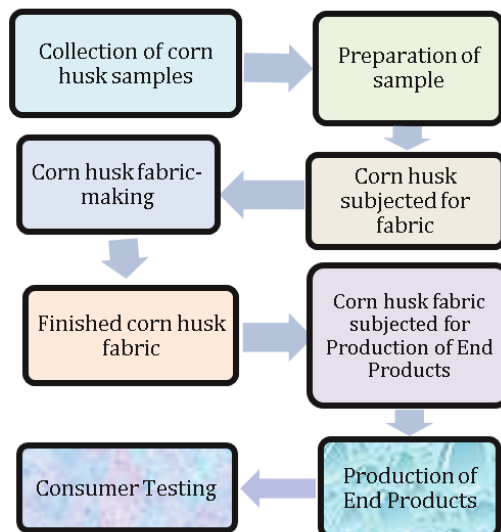 Collection of corn
husk samples
Preparation of
sample
Corn husk
subjected for
fabric
Corn husk fabric-
making
Finished corn husk
fabric
Corn husk fabric
subjected for
Production of End
Products
Production of
End Products
Consumer Testing